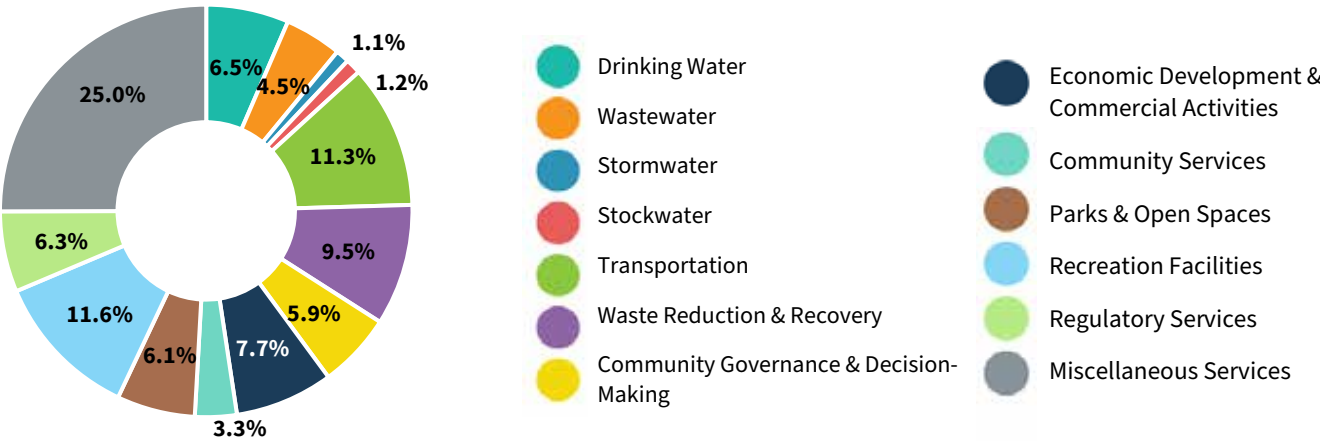 1.1%
6.5%
4.5%
1.2%
25.0%
11.3%
6.3%
9.5%
11.6%
5.9%
6.1%
7.7%
3.3%
Drinking Water
Wastewater
Stormwater
Stockwater
Transportation
Waste Reduction & Recovery
Community Governance & Decision-
Making
Economic Development &
Commercial Activities
Community Services
Parks & Open Spaces
Recreation Facilities
Regulatory Services
Miscellaneous Services